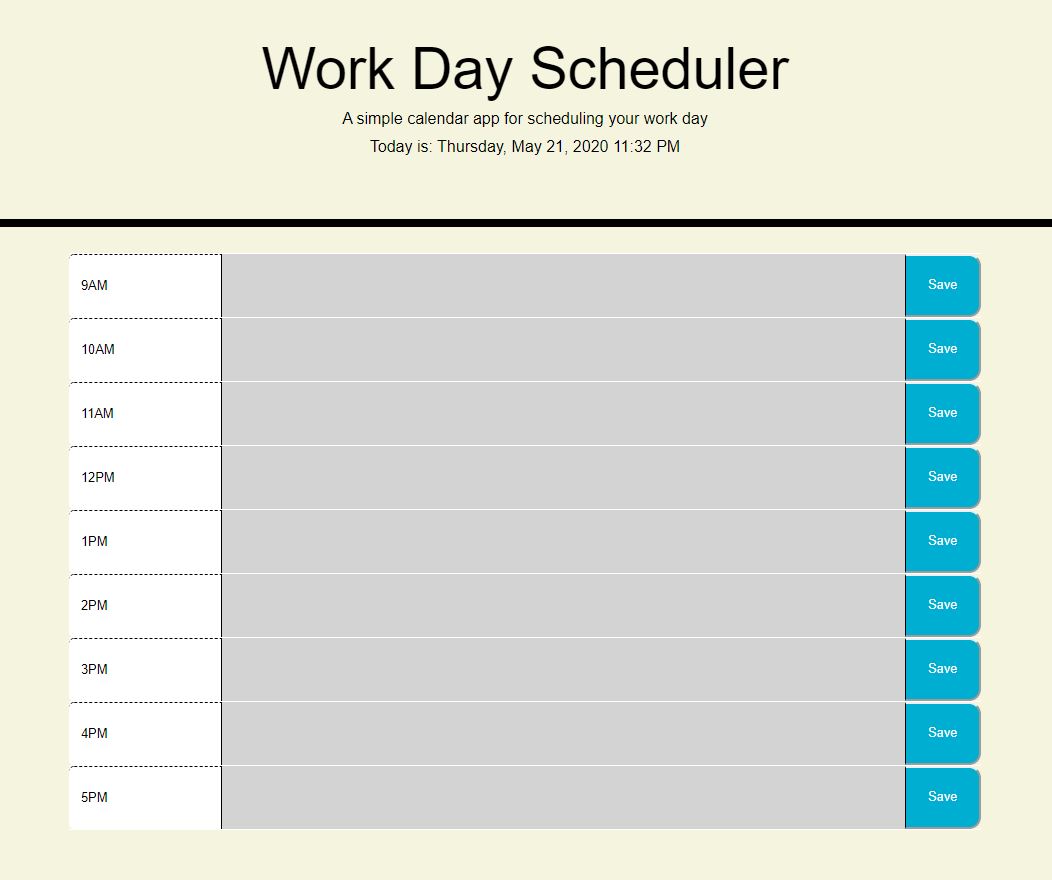 Work Day Scheduler
A simple calendar app for scheduling your work day
Today is: Thursday, May 21, 2020 11:32 PM
9AM Save
10AM Save
11AM Save
12PM Save
1PM Save
2PM Save
3PM Save
4PM Save
5PM Save